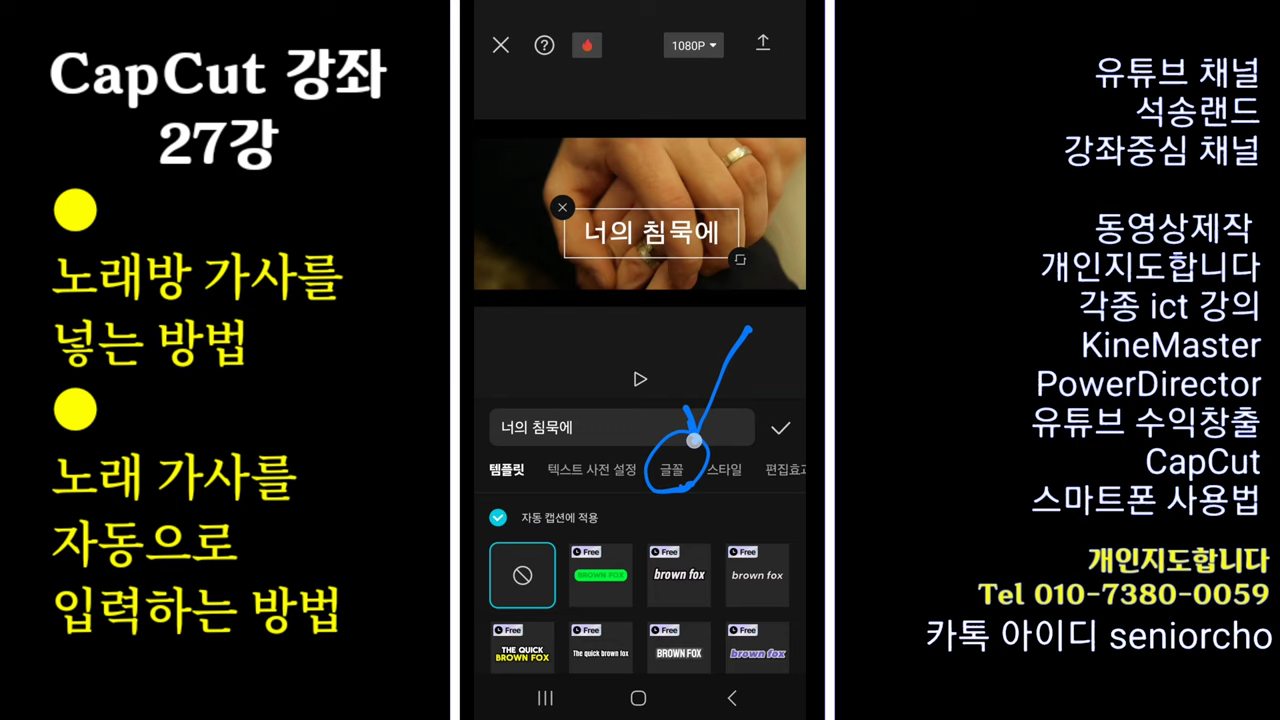 CapCut 강좌
27강
노래방 가사를
넣는 방법
노래 가사를
자동으로
입력하는 방법
1080P
너의 침묵에
너의 침묵에
템플릿 텍스트 사전 설정 글꼴 스타일 편집효과
자동 캡션에 적용
Free Free Free
BROWN FOX brown fox brown fox
Free Free Free Free
THE QUICK BROWN FOX The quick brown fox BROWN FOX brown fox
유튜브 채널
석송랜드
강좌중심 채널
동영상제작
개인지도합니다
각종 ict 강의
KineMaster
PowerDirector
유튜브 수익창출
CapCut
스마트폰 사용법
개인지도합니다
Tel 010-7380-0059
카톡 아이디 seniorcho